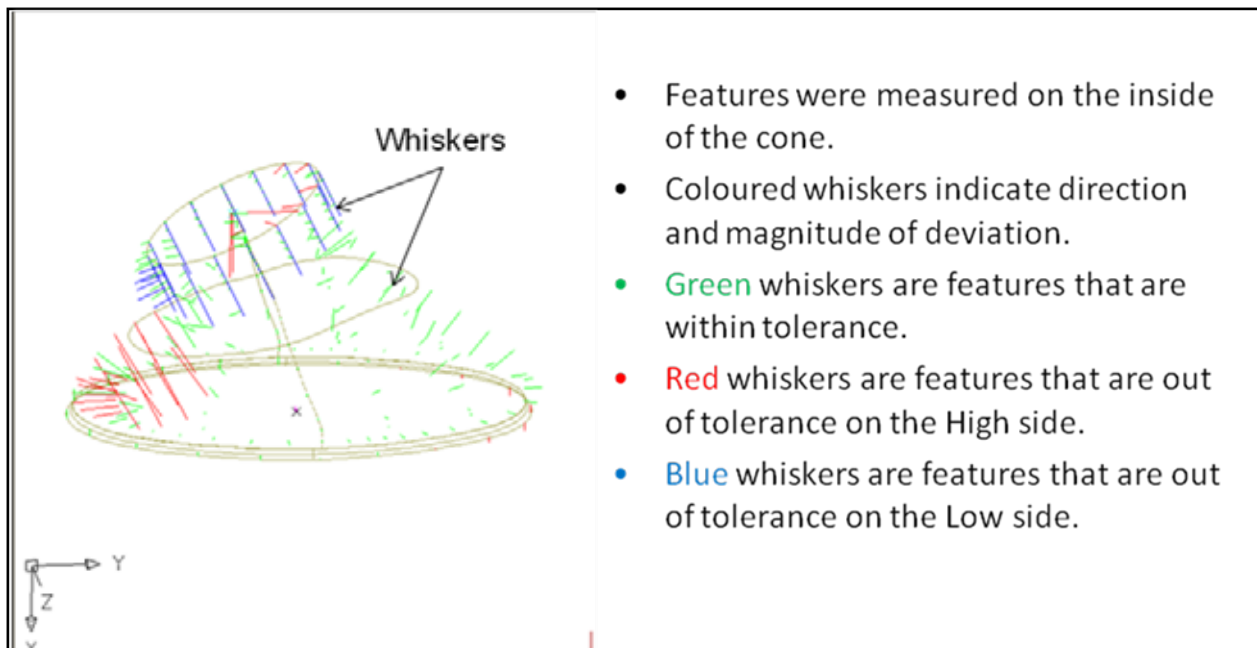 Whiskers
• Features were measured on the inside
of the cone.
• Coloured whiskers indicate direction
and magnitude of deviation.
• Green whiskers are features that are
within tolerance.
• Red whiskers are features that are out
of tolerance on the High side.
• Blue whiskers are features that are out
of tolerance on the Low side.
x
Y
Z
X